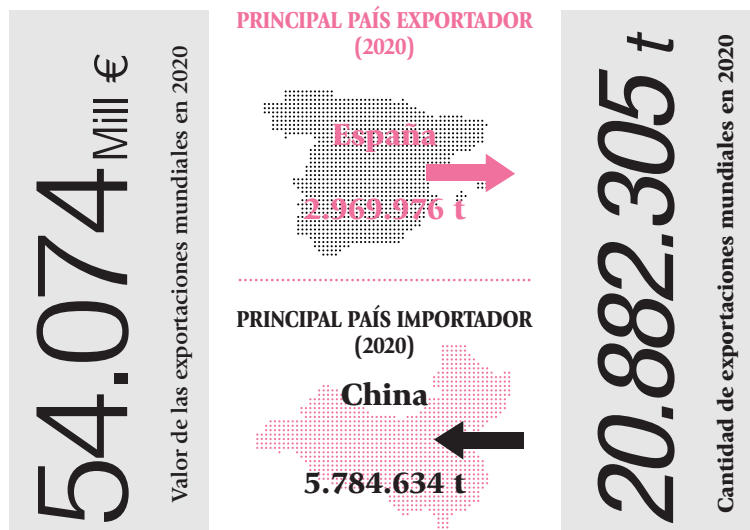 54.074 Mill €
Valor de las exportaciones mundiales en 2020
PRINCIPAL PAÍS EXPORTADOR
(2020)
España
2.969.976 t
PRINCIPAL PAÍS IMPORTADOR
(2020)
China
5.784.634 t
20.882.305 t
Cantidad de exportaciones mundiales en 2020